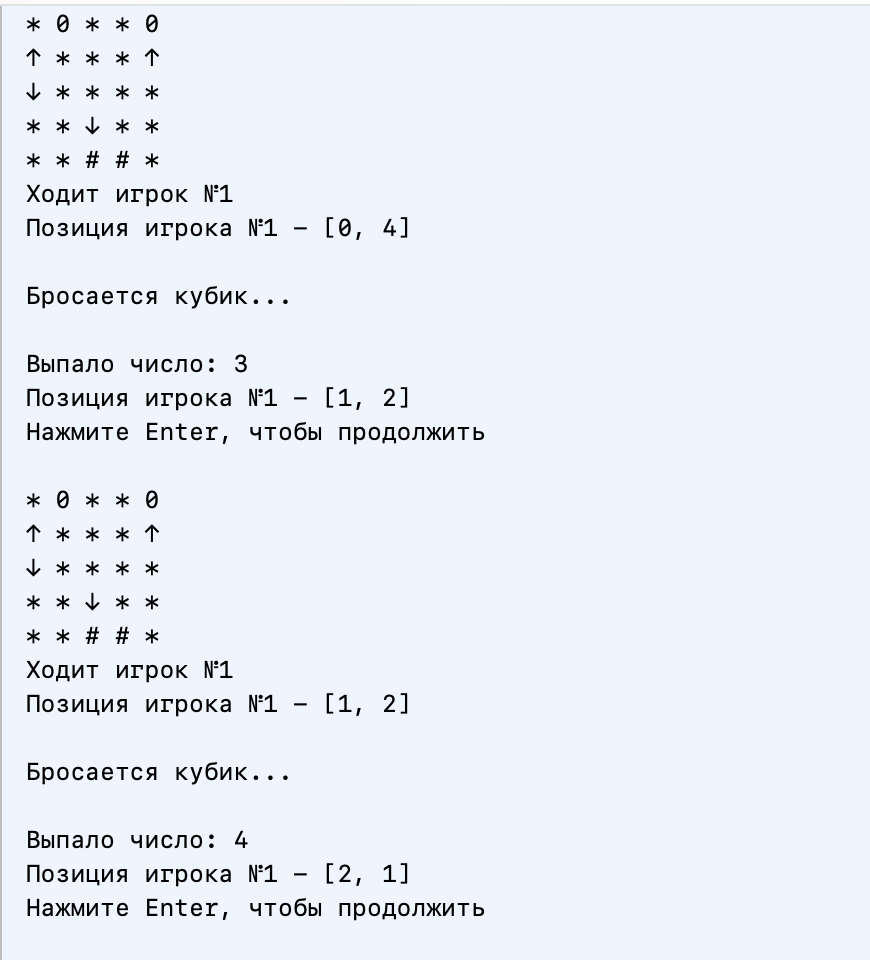 * 0 * * 0
↑ * * * ↑
↓ * * * *
* * ↓ * *
* * # # *
Ходит игрок №1
Позиция игрока №1 – [0, 4]
Бросается кубик...
Выпало число: 3
Позиция игрока №1 – [1, 2]
Нажмите Enter, чтобы продолжить
* 0 * * 0
↑ * * * ↑
↓ * * * *
* * ↓ * *
* * # # *
Ходит игрок №1
Позиция игрока №1 – [1, 2]
Бросается кубик...
Выпало число: 4
Позиция игрока №1 – [2, 1]
Нажмите Enter, чтобы продолжить